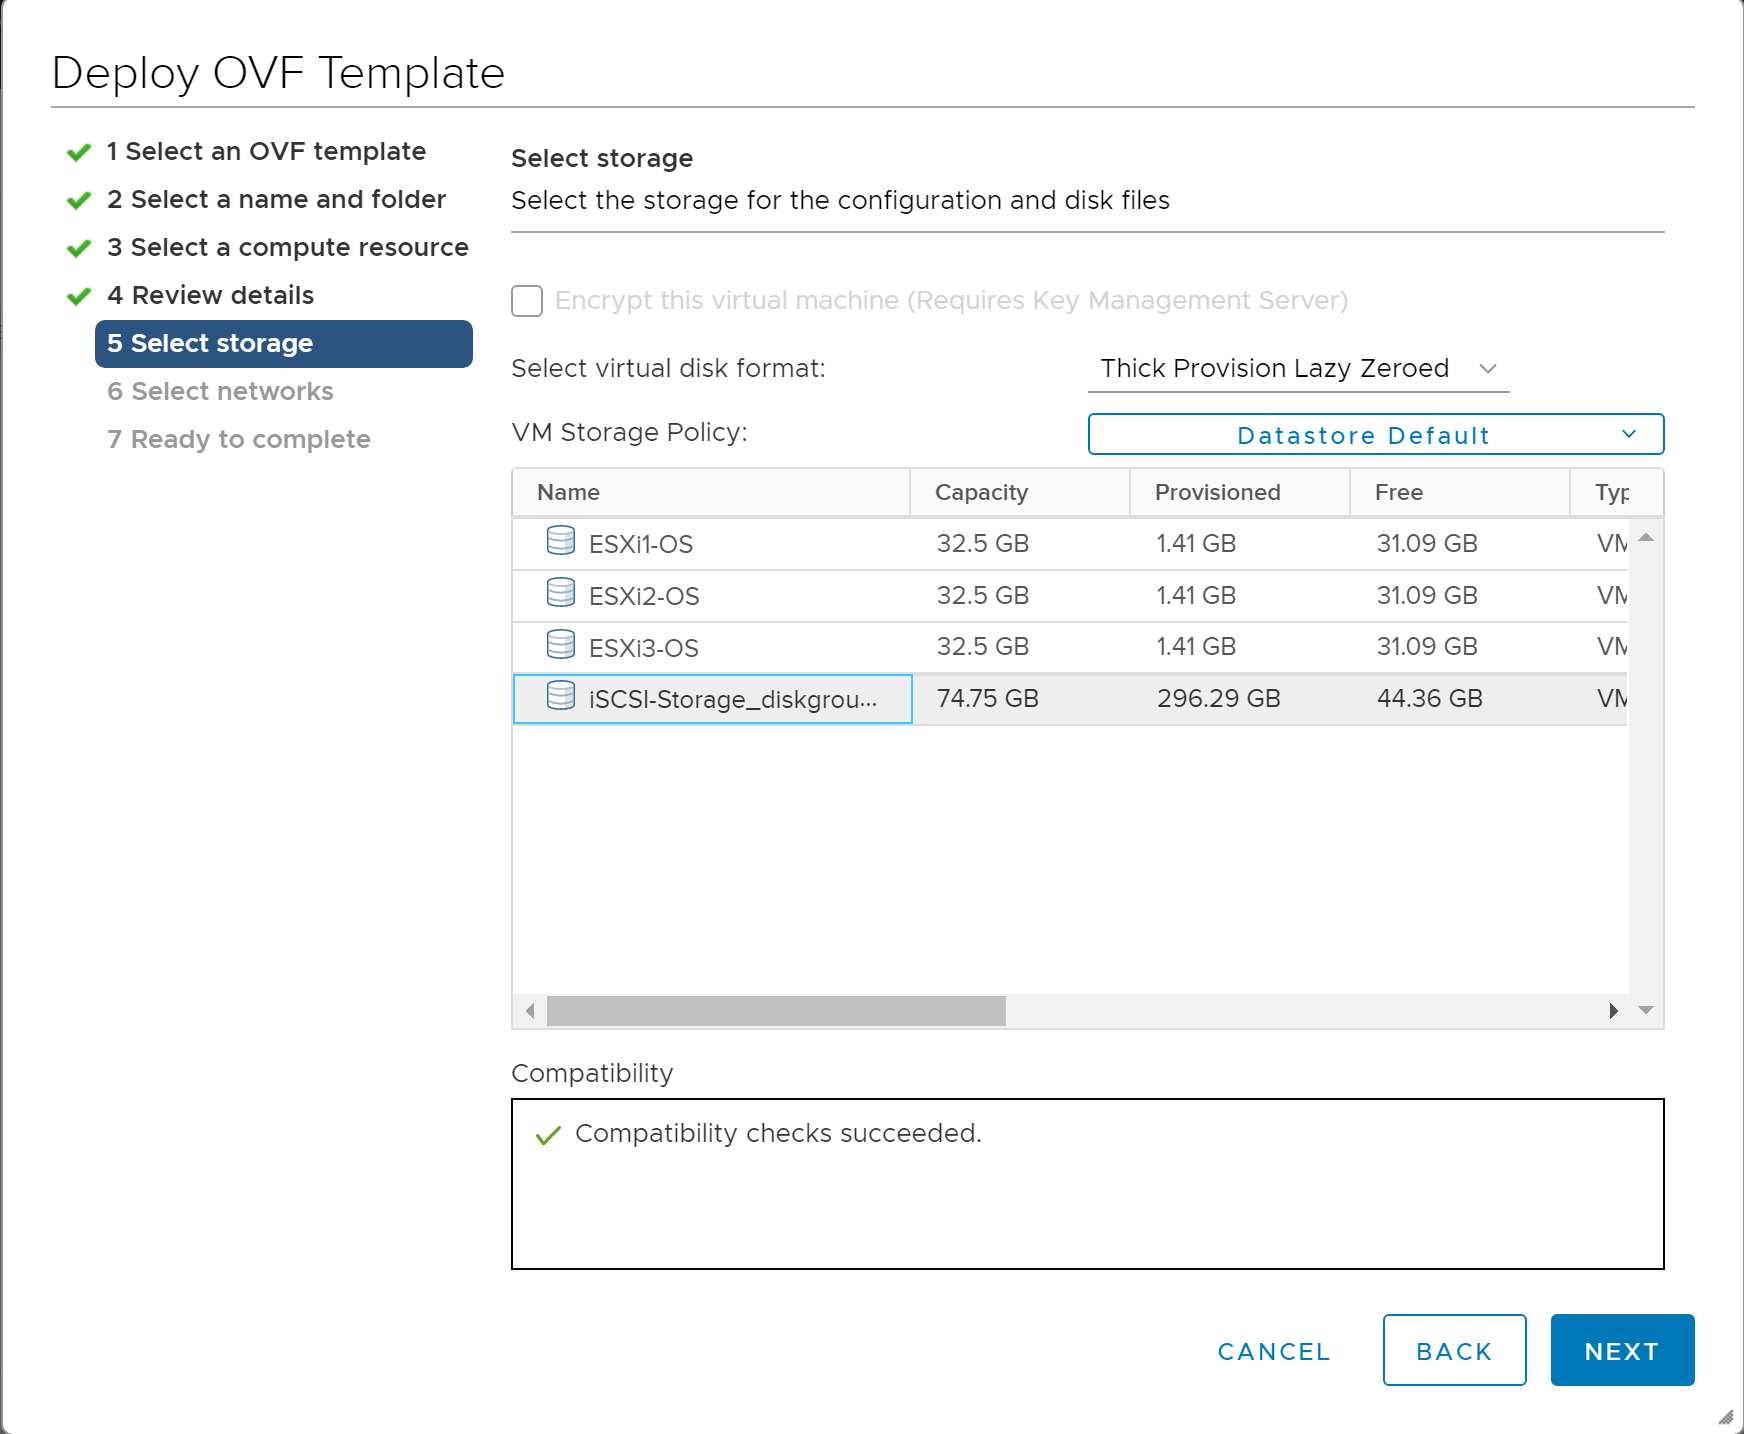 Deploy OVF Template
1 Select an OVF template
2 Select a name and folder
3 Select a compute resource
4 Review details
5 Select storage
6 Select networks
7 Ready to complete
Select storage
Select the storage for the configuration and disk files
Encrypt this virtual machine (Requires Key Management Server)
Select virtual disk format: Thick Provision Lazy Zeroed
VM Storage Policy: Datastore Default
Name Capacity Provisioned Free Typ
ESXi1-OS 32.5 GB 1.41 GB 31.09 GB VM
ESXi2-OS 32.5 GB 1.41 GB 31.09 GB VM
ESXi3-OS 32.5 GB 1.41 GB 31.09 GB VM
iSCSI-Storage_diskgrou... 74.75 GB 296.29 GB 44.36 GB VM
Compatibility
Compatibility checks succeeded.
CANCEL BACK NEXT